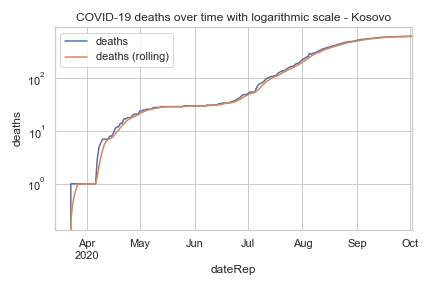 COVID-19 deaths over time with logarithmic scale - Kosovo
deaths
deaths (rolling)
10²
10¹
10⁰
deaths
Apr
2020
May
Jun
Jul
Aug
Sep
Oct
dateRep